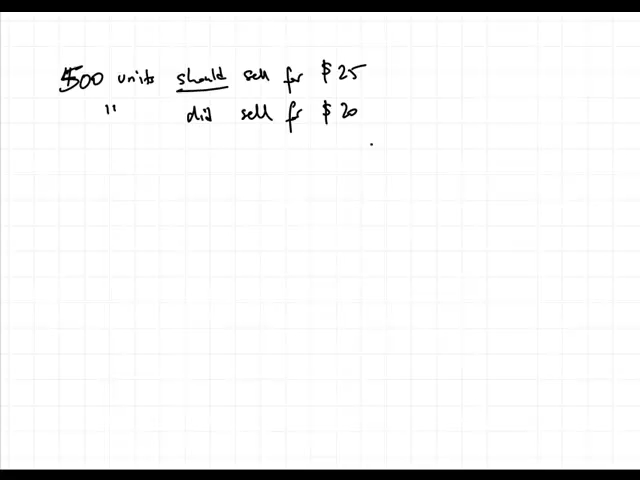 500 units should sell for $25
" did sell for $20